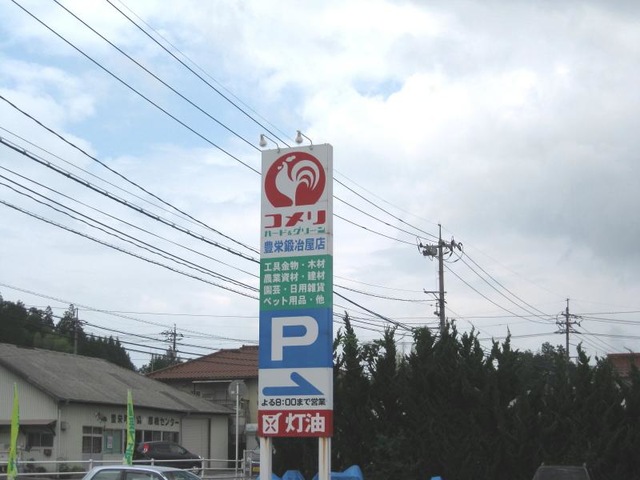 コメリ
ハード&グリーン
豊栄鍛冶屋店
工具金物・木材
農業資材・建材
園芸・日用雑貨
ペット用品・他
P
よる8:00まで営業
灯油